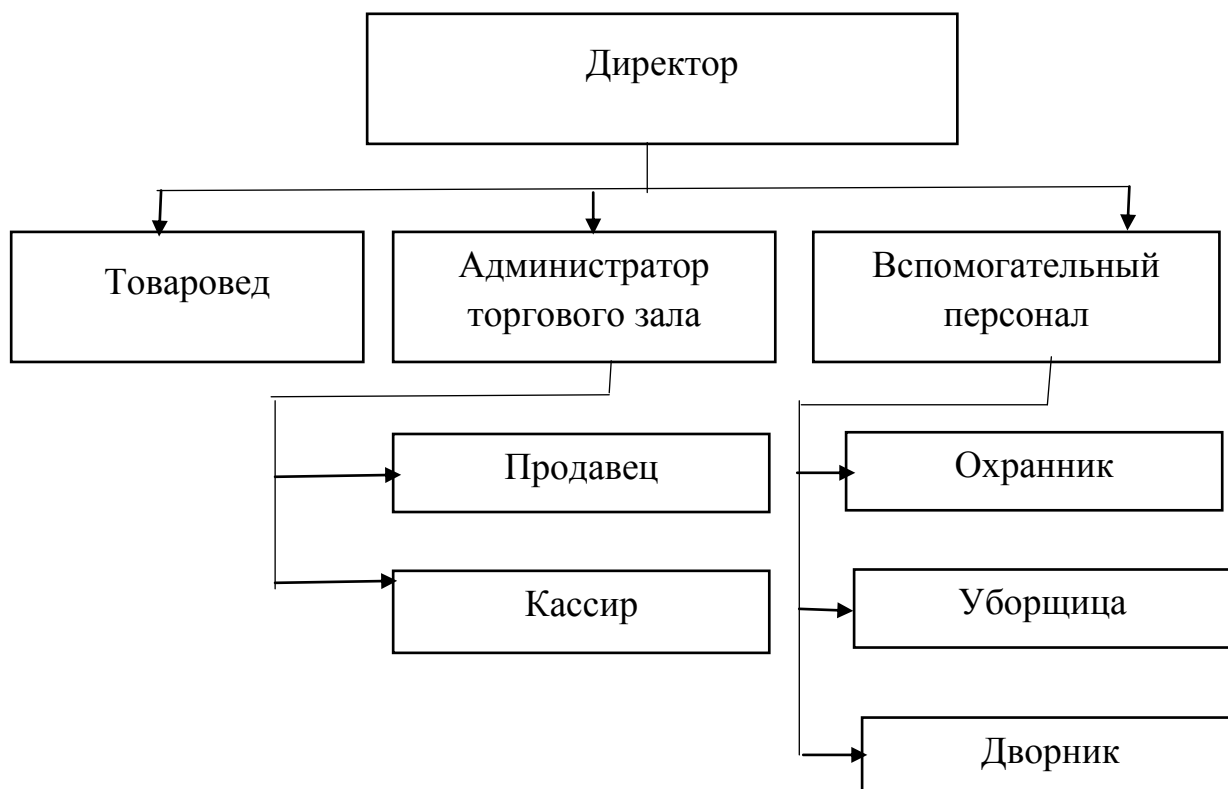 Директор
Товаровед
Администратор
торгового зала
Вспомогательный
персонал
Продавец
Охранник
Кассир
Уборщица
Дворник